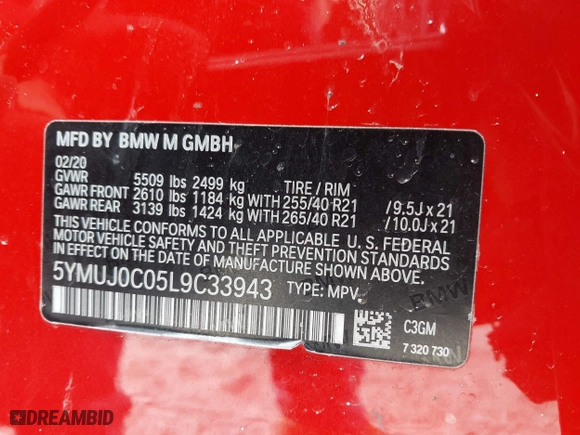 MFD BY BMW M GMBH
02/20
GVWR 5509 lbs 2499 kg TIRE / RIM
GAWR FRONT 2610 lbs 1184 kg WITH 255/40 R21 / 9.5J x 21
GAWR REAR 3139 lbs 1424 kg WITH 265/40 R21 / 10.0J x 21
THIS VEHICLE CONFORMS TO ALL APPLICABLE U. S. FEDERAL
MOTOR VEHICLE SAFETY AND THEFT PREVENTION STANDARDS
IN EFFECT ON THE DATE OF MANUFACTURE SHOWN ABOVE.
5YMUJ0C05L9C33943 TYPE: MPV
BMW
C3GM
7 320 730
DREAMBID